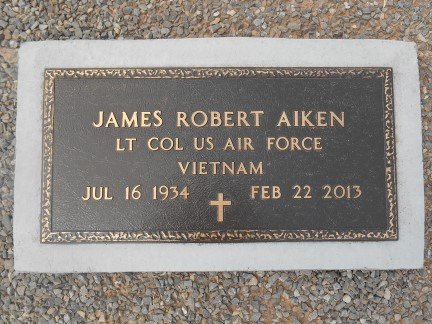 JAMES ROBERT AIKEN
LT COL US AIR FORCE
VIETNAM
JUL 16 1934 FEB 22 2013